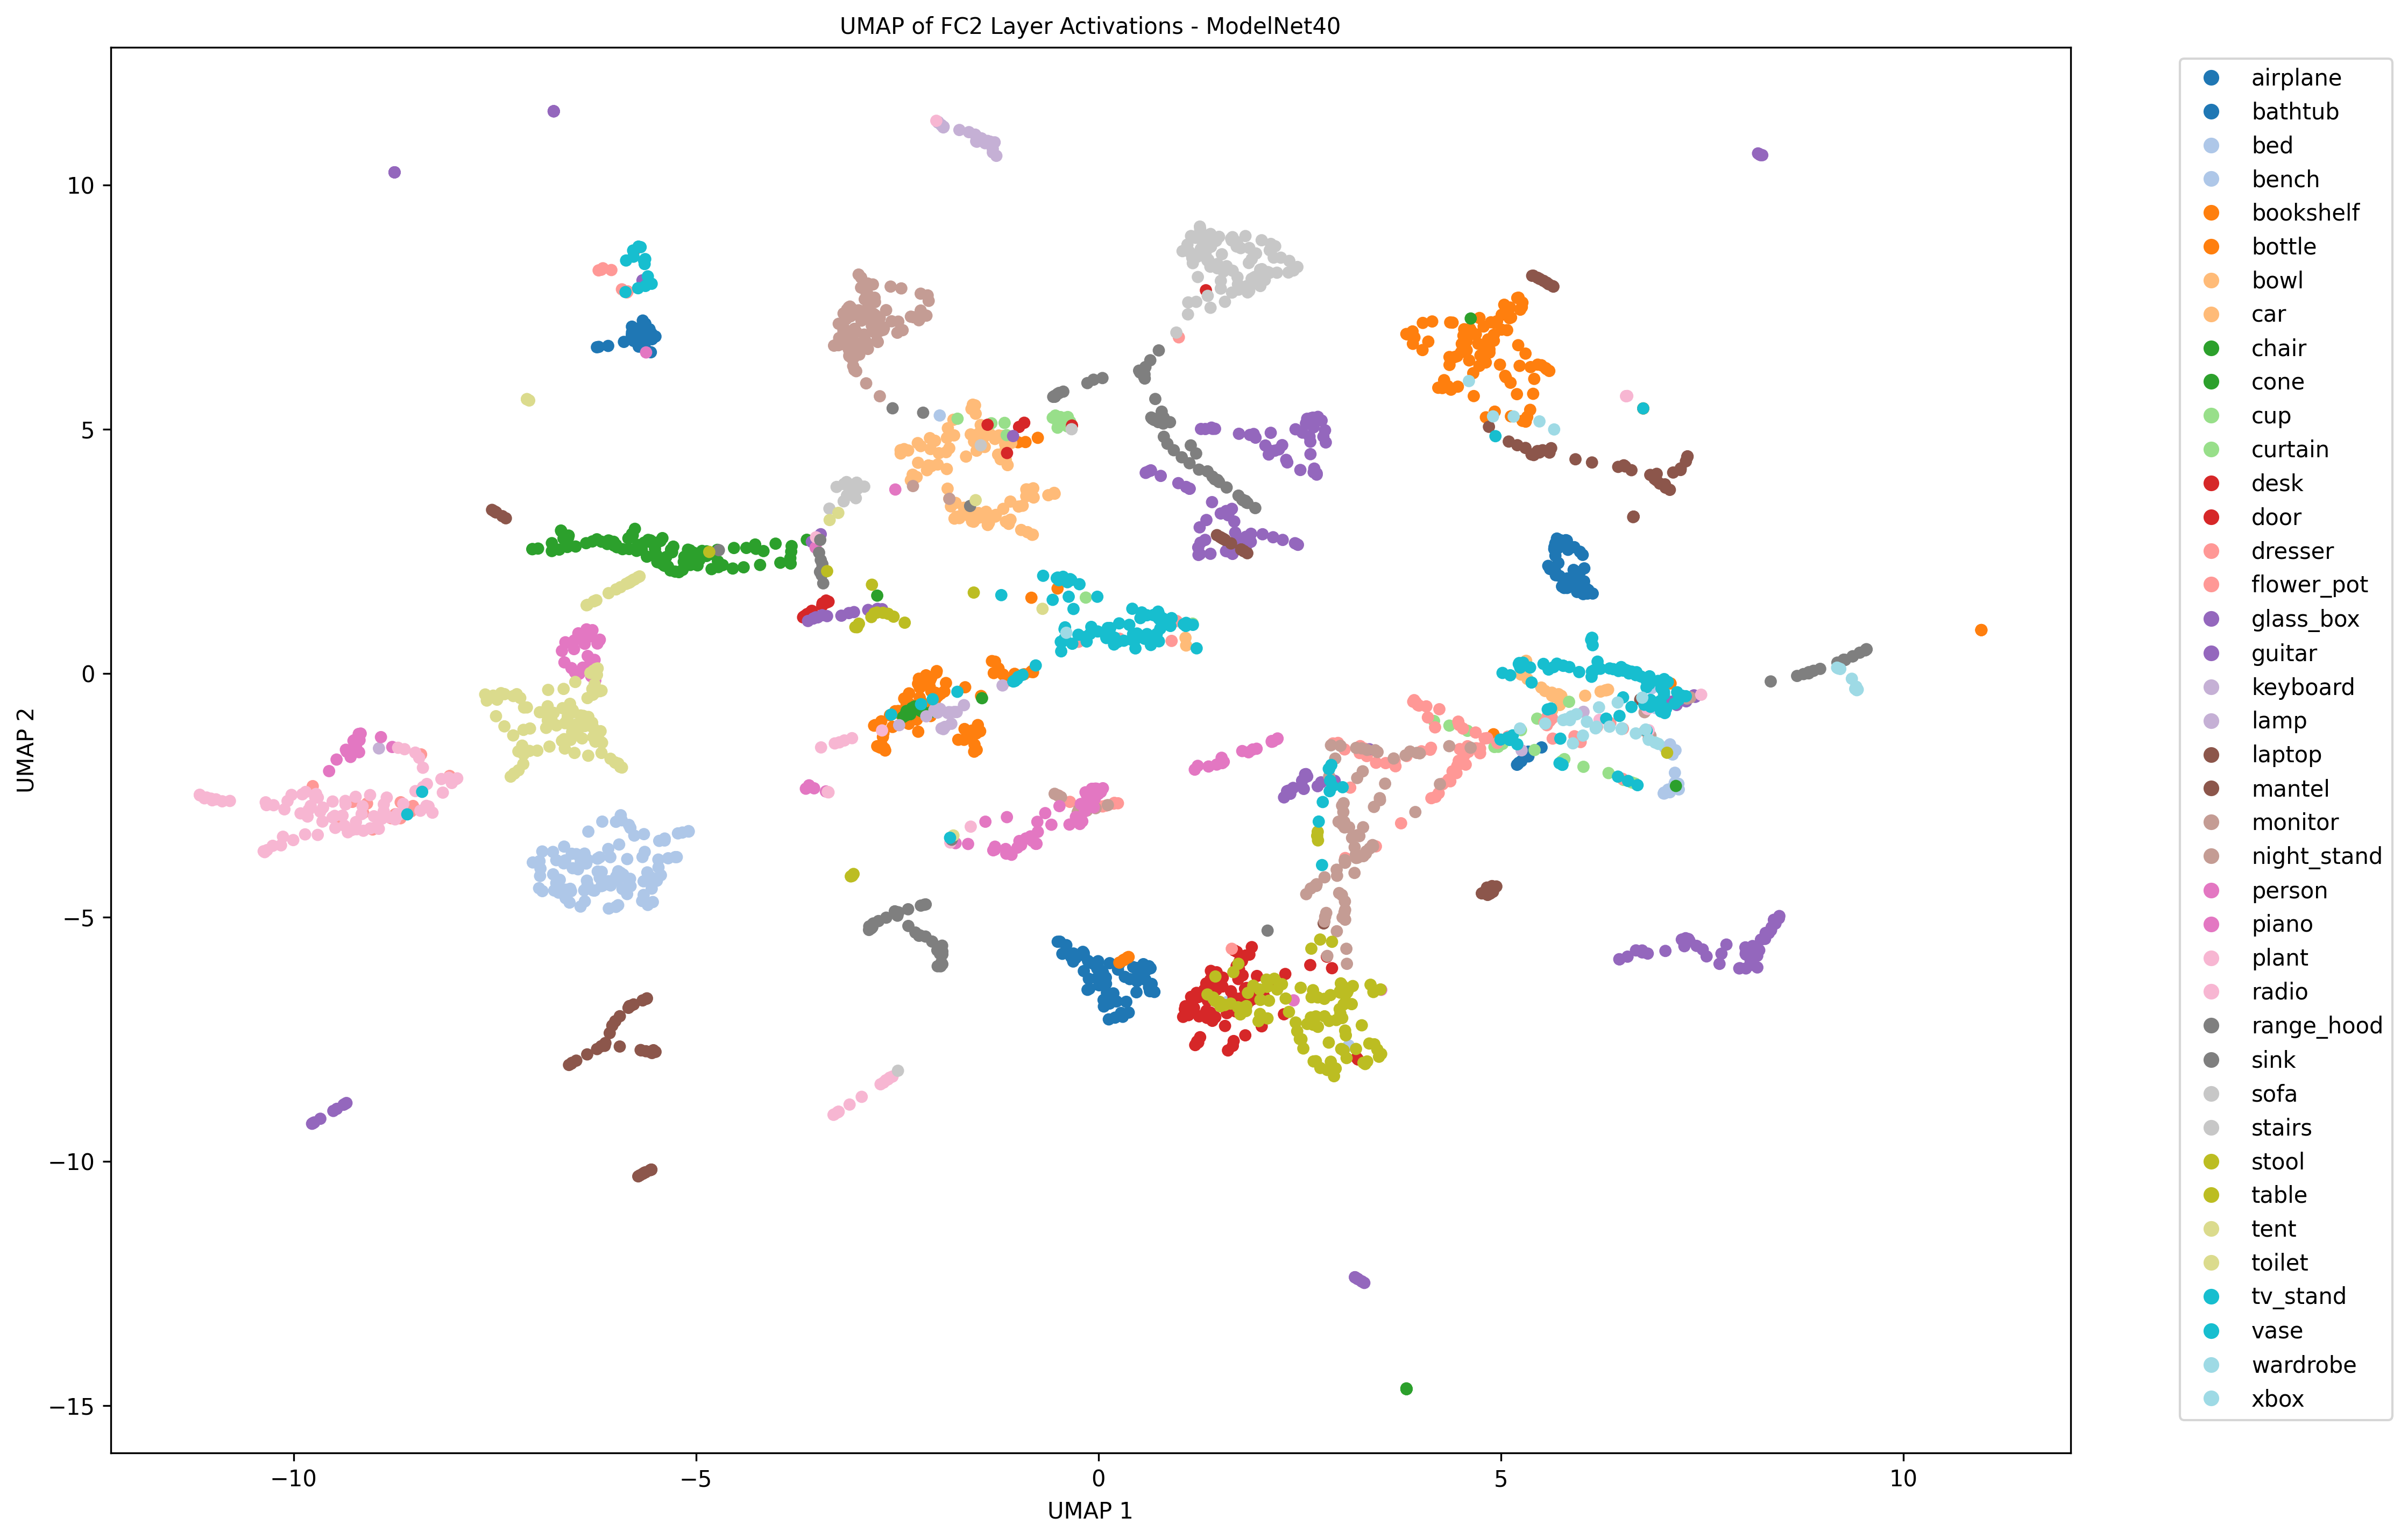 UMAP of FC2 Layer Activations - ModelNet40
10
5
0
−5
−10
−15
UMAP 2
−10
−5
0
5
10
UMAP 1
airplane
bathtub
bed
bench
bookshelf
bottle
bowl
car
chair
cone
cup
curtain
desk
door
dresser
flower_pot
glass_box
guitar
keyboard
lamp
laptop
mantel
monitor
night_stand
person
piano
plant
radio
range_hood
sink
sofa
stairs
stool
table
tent
toilet
tv_stand
vase
wardrobe
xbox